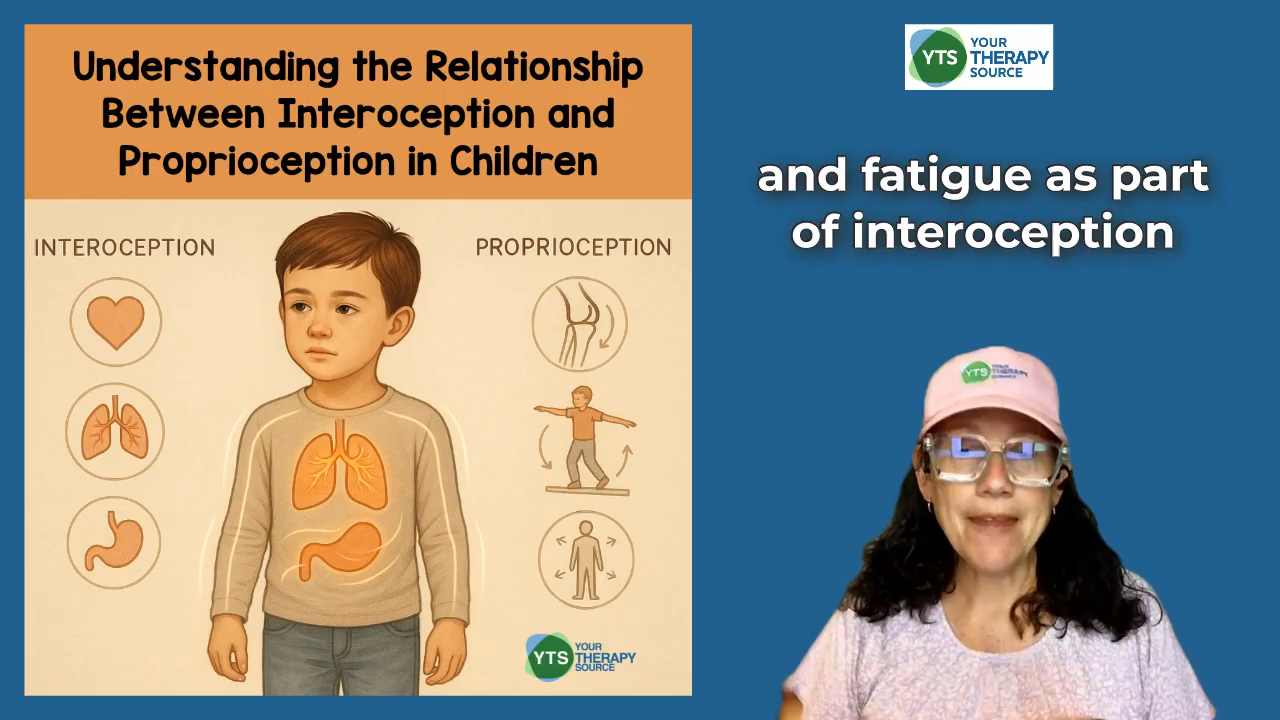 Understanding the Relationship
Between Interoception and
Proprioception in Children
INTEROCEPTION
PROPRIOCEPTION
YTS
YOUR
THERAPY
SOURCE
YTS
YOUR
THERAPY
SOURCE
and fatigue as part
of interoception
YTS
YOUR
THERAPY
SOURCE